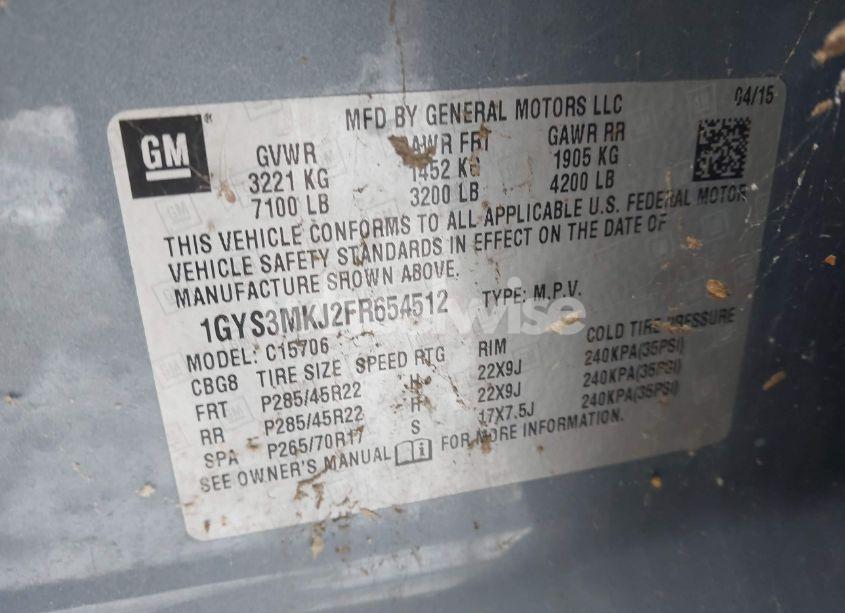 GM
MFD BY GENERAL MOTORS LLC 04/15
GVWR GAWR FRT GAWR RR
3221 KG 1452 KG 1905 KG
7100 LB 3200 LB 4200 LB
THIS VEHICLE CONFORMS TO ALL APPLICABLE U.S. FEDERAL MOTOR
VEHICLE SAFETY STANDARDS IN EFFECT ON THE DATE OF
MANUFACTURE SHOWN ABOVE.
1GYS3MKJ2FR654512 TYPE: M.P.V.
MODEL: C15706
CBG8 TIRE SIZE SPEED RTG RIM COLD TIRE PRESSURE
FRT P285/45R22 H 22X9J 240KPA(35PSI)
RR P285/45R22 H 22X9J 240KPA(35PSI)
SPA P265/70R17 S 17X7.5J 240KPA(35PSI)
SEE OWNER'S MANUAL FOR MORE INFORMATION.